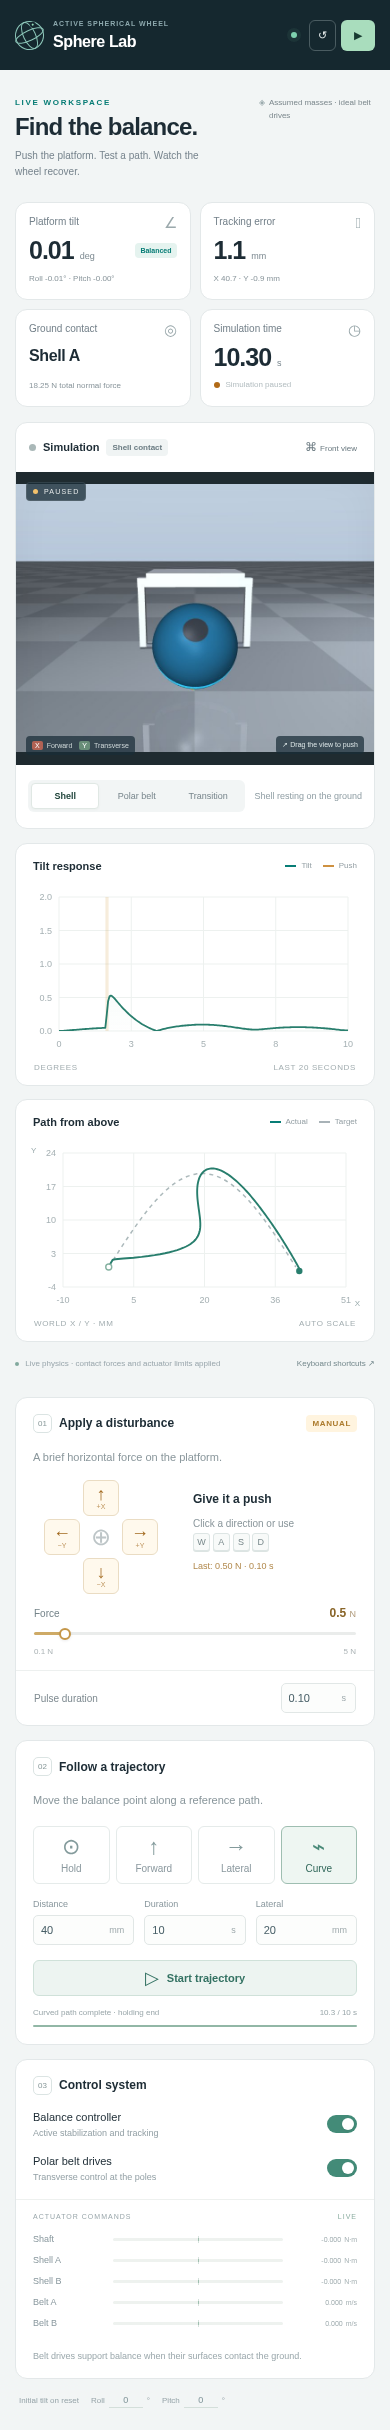 ACTIVE SPHERICAL WHEEL
Sphere Lab
LIVE WORKSPACE
Assumed masses · ideal belt
drives
Find the balance.
Push the platform. Test a path. Watch the
wheel recover.
Platform tilt
0.01 deg
Balanced
Roll -0.01° · Pitch -0.00°
Tracking error
1.1 mm
X 40.7 · Y -0.9 mm
Ground contact
Shell A
18.25 N total normal force
Simulation time
10.30 s
Simulation paused
Simulation
Shell contact
Front view
PAUSED
X Forward Y Transverse
↗ Drag the view to push
Shell
Polar belt
Transition
Shell resting on the ground
Tilt response
Tilt
Push
2.0
1.5
1.0
0.5
0.0
0 3 5 8 10
DEGREES
LAST 20 SECONDS
Path from above
Actual
Target
Y
24
17
10
3
-4
-10 5 20 36 51 X
WORLD X / Y · MM
AUTO SCALE
Live physics · contact forces and actuator limits applied
Keyboard shortcuts ↗
01 Apply a disturbance
MANUAL
A brief horizontal force on the platform.
↑
+X
←
−Y
→
+Y
↓
−X
Give it a push
Click a direction or use
W A S D
Last: 0.50 N · 0.10 s
Force
0.5 N
0.1 N
5 N
Pulse duration
0.10 s
02 Follow a trajectory
Move the balance point along a reference path.
Hold
Forward
Lateral
Curve
Distance
Duration
Lateral
40 mm
10 s
20 mm
Start trajectory
Curved path complete · holding end
10.3 / 10 s
03 Control system
Balance controller
Active stabilization and tracking
Polar belt drives
Transverse control at the poles
ACTUATOR COMMANDS
LIVE
Shaft -0.000 N·m
Shell A -0.000 N·m
Shell B -0.000 N·m
Belt A 0.000 m/s
Belt B 0.000 m/s
Belt drives support balance when their surfaces contact the ground.
Initial tilt on reset Roll 0 ° Pitch 0 °